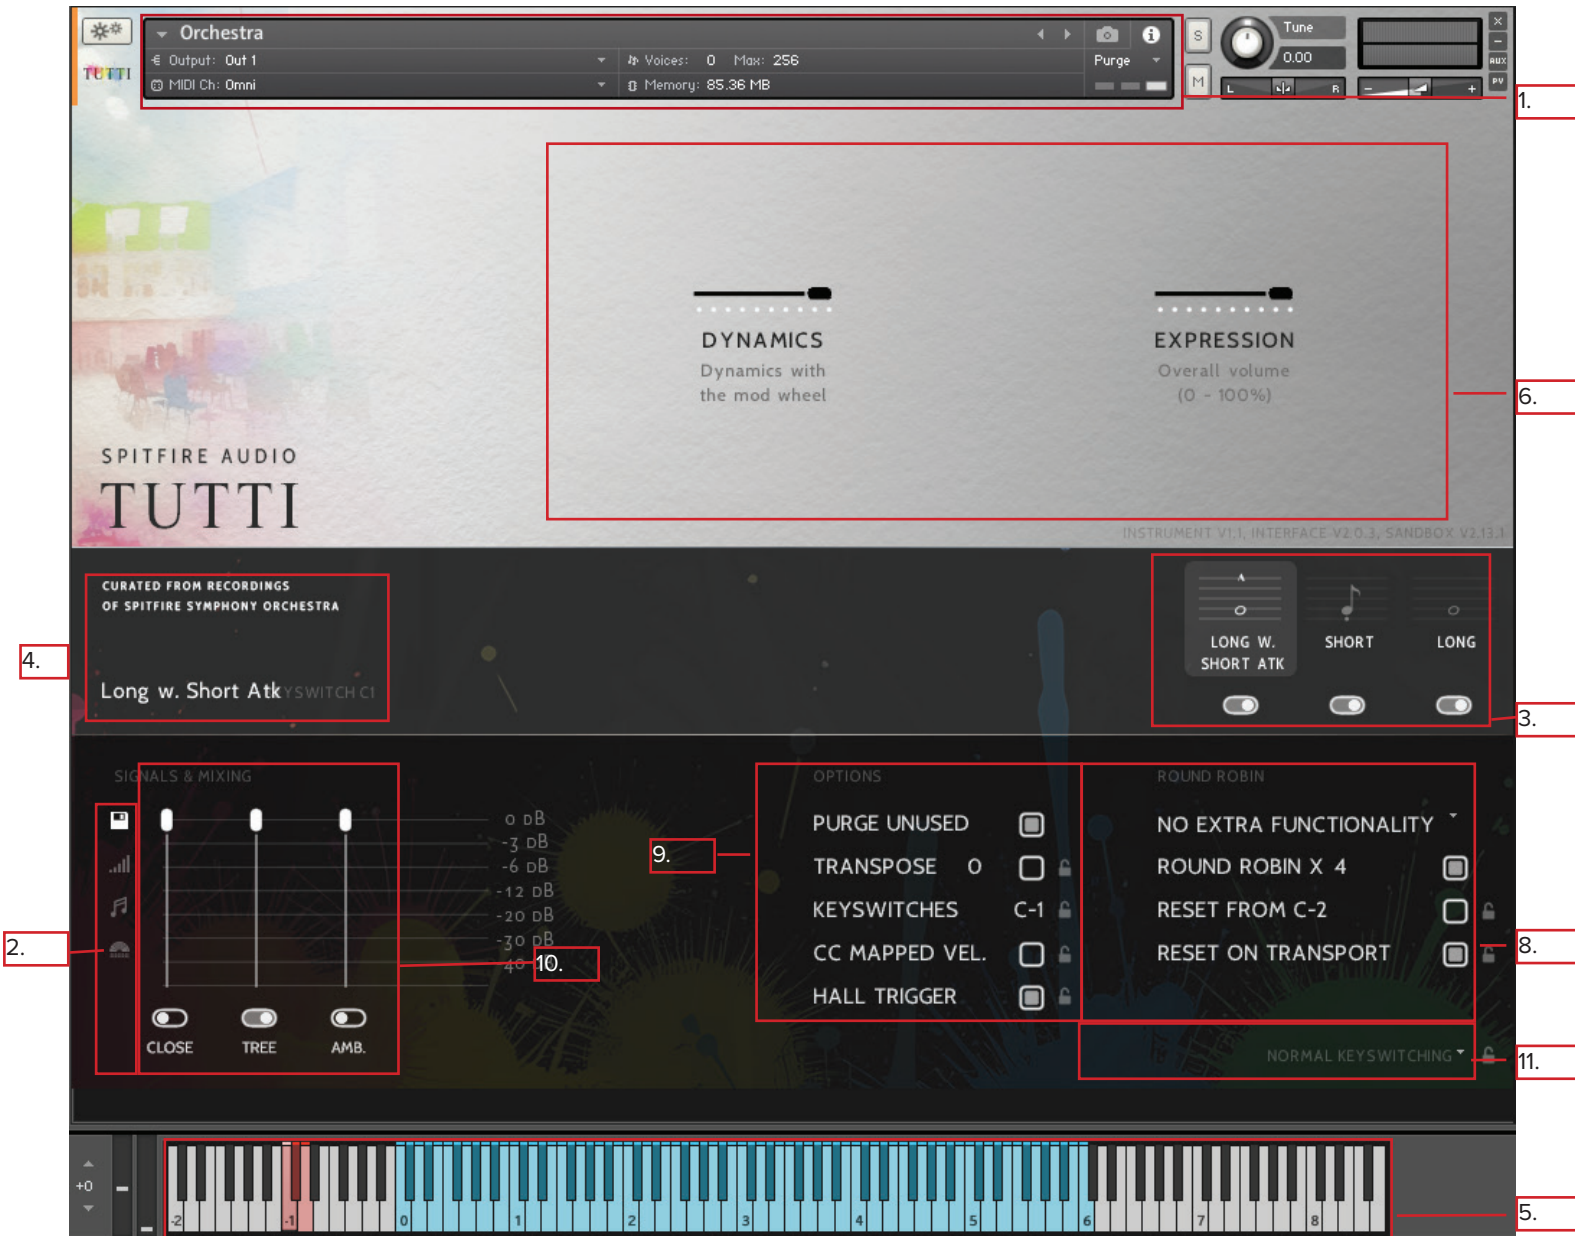 Orchestra
Output: Out 1
Voices: 0 Max: 256
Purge
MIDI Ch: Omni
Memory: 85.36 MB
TUTTI
S
M
Tune
0.00
L
R
-
+
×
-
AUX
PV
1.
DYNAMICS
Dynamics with
the mod wheel
EXPRESSION
Overall volume
(0 - 100%)
6.
SPITFIRE AUDIO
TUTTI
INSTRUMENT V1.1, INTERFACE V2.0.3, SANDBOX V2.13.1
CURATED FROM RECORDINGS
OF SPITFIRE SYMPHONY ORCHESTRA
4.
Long w. Short Atk YSWITCH C1
LONG W.
SHORT ATK
SHORT
LONG
3.
SIGNALS & MIXING
0 DB
-3 DB
-6 DB
-12 DB
-20 DB
-30 DB
40
10.
2.
CLOSE
TREE
AMB.
9.
OPTIONS
PURGE UNUSED
TRANSPOSE 0
KEYSWITCHES C-1
CC MAPPED VEL.
HALL TRIGGER
ROUND ROBIN
NO EXTRA FUNCTIONALITY
ROUND ROBIN X 4
RESET FROM C-2
RESET ON TRANSPORT
8.
NORMAL KEYSWITCHING
11.
+0
-2 -1 0 1 2 3 4 5 6 7 8
5.